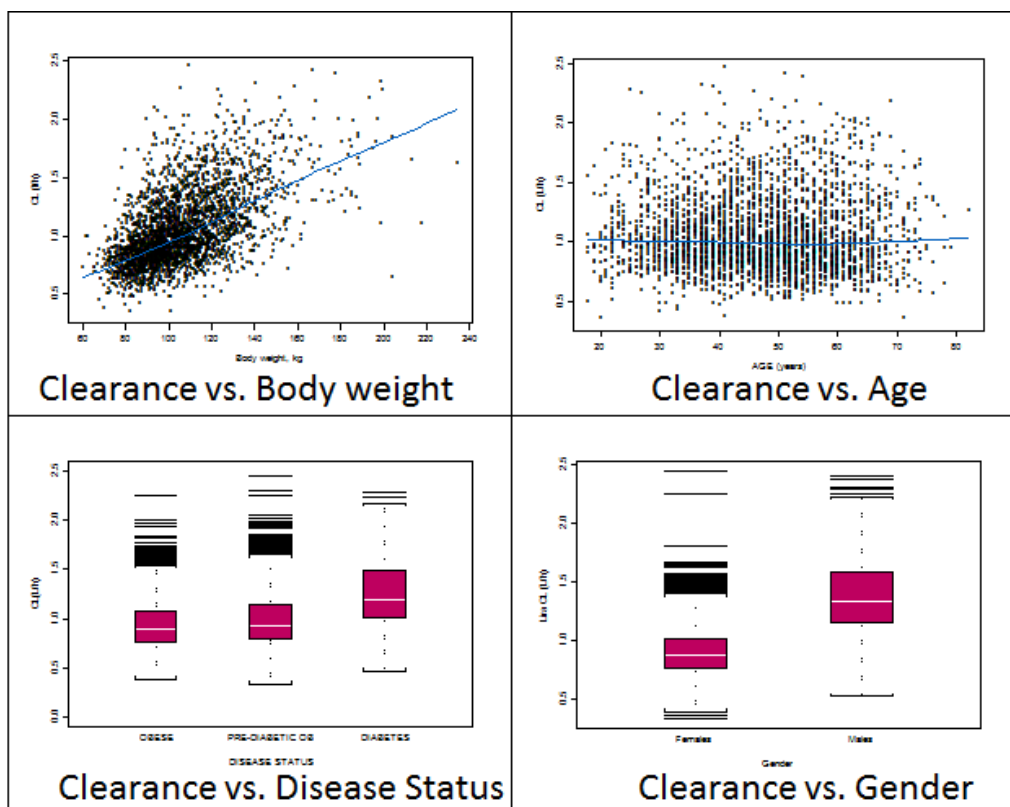 2.5
2.0
1.5
1.0
0.5
60 80 100 120 140 160 180 200 220 240
Body weight, kg
Clearance vs. Body weight
CL (L/h)
2.5
2.0
1.5
1.0
0.5
20 30 40 50 60 70 80
AGE (years)
Clearance vs. Age
CL(L/h)
2.5
2.0
1.5
1.0
0.5
0.0
OBESE PRE-DIABETIC OB DIABETES
DISEASE STATUS
Clearance vs. Disease Status
Lira CL (L/h)
2.5
2.0
1.5
1.0
0.5
Females Males
Gender
Clearance vs. Gender